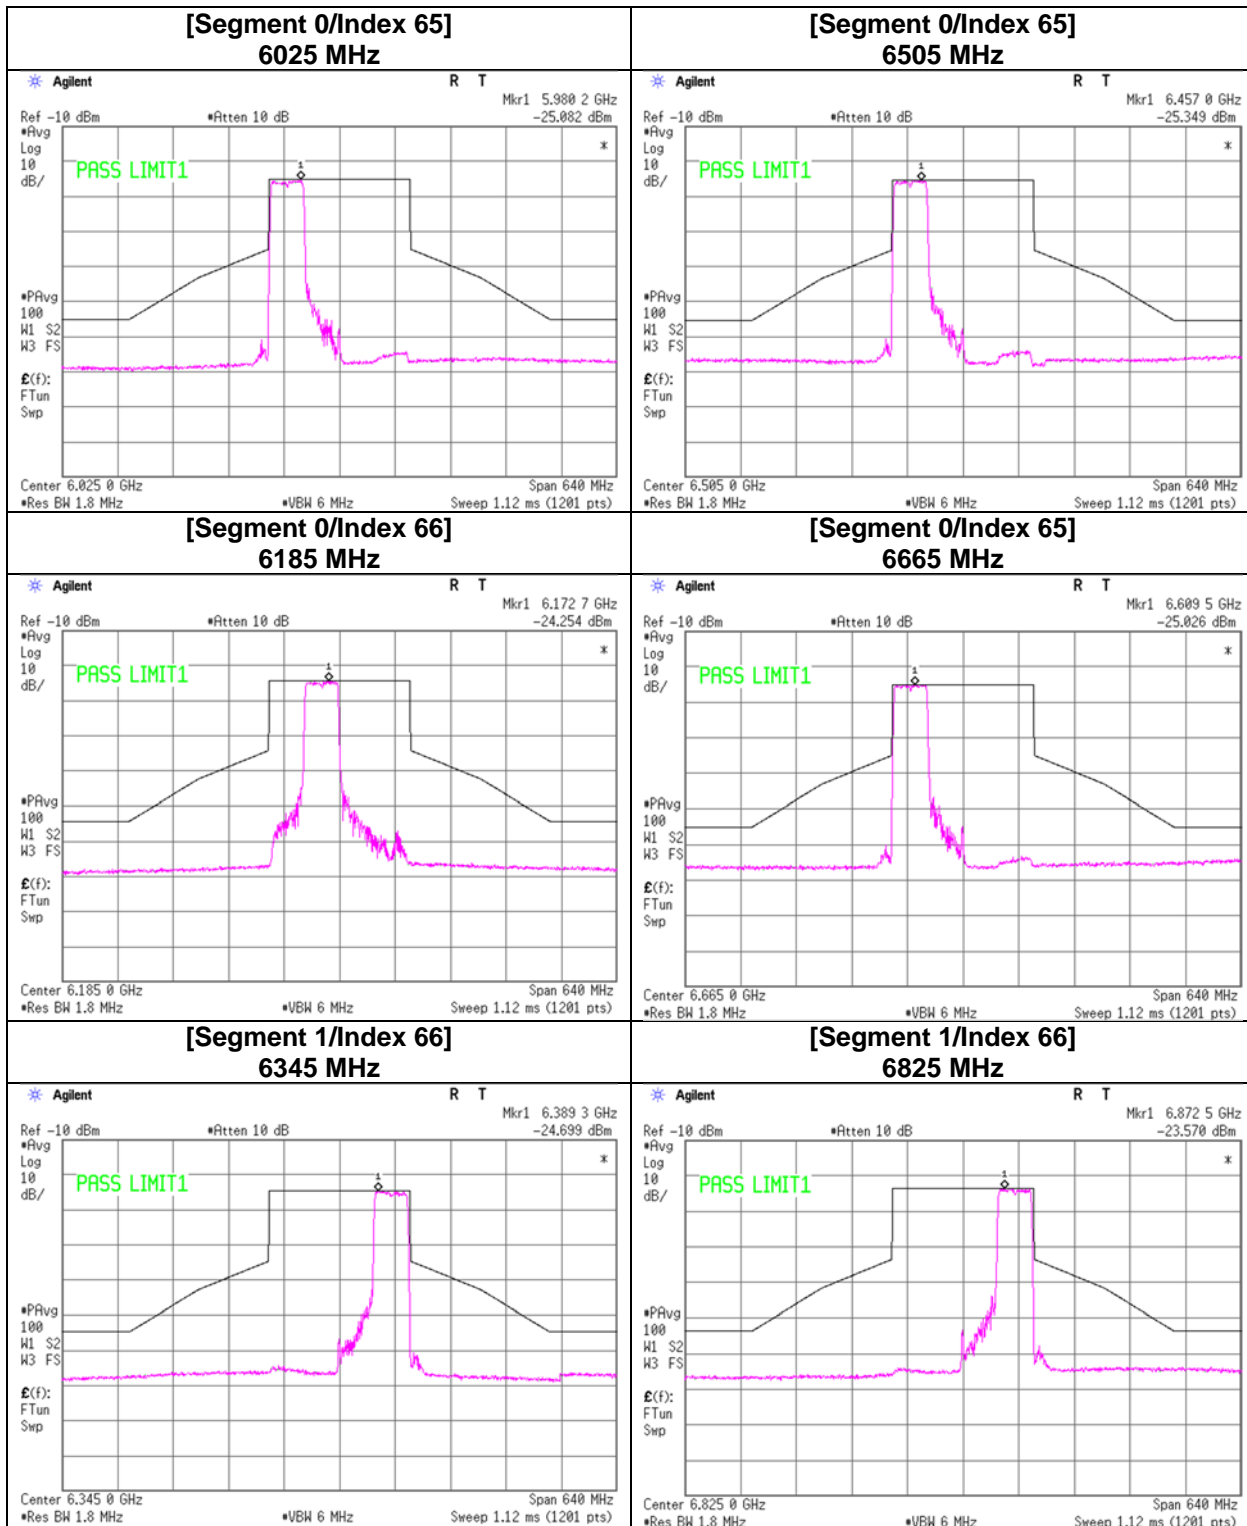 [Segment 0/Index 65]
6025 MHz
Agilent R T
Mkr1 5.980 2 GHz
Ref -10 dBm #Atten 10 dB -25.082 dBm
#Avg
Log
10
dB/
PASS LIMIT1
1
*
#PAvg
100
W1 S2
W3 FS
£(f):
FTun
Swp
Center 6.025 0 GHz Span 640 MHz
#Res BW 1.8 MHz #VBW 6 MHz Sweep 1.12 ms (1201 pts)
[Segment 0/Index 65]
6505 MHz
Agilent R T
Mkr1 6.457 0 GHz
Ref -10 dBm #Atten 10 dB -25.349 dBm
#Avg
Log
10
dB/
PASS LIMIT1
1
*
#PAvg
100
W1 S2
W3 FS
£(f):
FTun
Swp
Center 6.505 0 GHz Span 640 MHz
#Res BW 1.8 MHz #VBW 6 MHz Sweep 1.12 ms (1201 pts)
[Segment 0/Index 66]
6185 MHz
Agilent R T
Mkr1 6.172 7 GHz
Ref -10 dBm #Atten 10 dB -24.254 dBm
#Avg
Log
10
dB/
PASS LIMIT1
1
*
#PAvg
100
W1 S2
W3 FS
£(f):
FTun
Swp
Center 6.185 0 GHz Span 640 MHz
#Res BW 1.8 MHz #VBW 6 MHz Sweep 1.12 ms (1201 pts)
[Segment 0/Index 65]
6665 MHz
Agilent R T
Mkr1 6.609 5 GHz
Ref -10 dBm #Atten 10 dB -25.026 dBm
#Avg
Log
10
dB/
PASS LIMIT1
1
*
#PAvg
100
W1 S2
W3 FS
£(f):
FTun
Swp
Center 6.665 0 GHz Span 640 MHz
#Res BW 1.8 MHz #VBW 6 MHz Sweep 1.12 ms (1201 pts)
[Segment 1/Index 66]
6345 MHz
Agilent R T
Mkr1 6.389 3 GHz
Ref -10 dBm #Atten 10 dB -24.699 dBm
#Avg
Log
10
dB/
PASS LIMIT1
1
*
#PAvg
100
W1 S2
W3 FS
£(f):
FTun
Swp
Center 6.345 0 GHz Span 640 MHz
#Res BW 1.8 MHz #VBW 6 MHz Sweep 1.12 ms (1201 pts)
[Segment 1/Index 66]
6825 MHz
Agilent R T
Mkr1 6.872 5 GHz
Ref -10 dBm #Atten 10 dB -23.570 dBm
#Avg
Log
10
dB/
PASS LIMIT1
1
*
#PAvg
100
W1 S2
W3 FS
£(f):
FTun
Swp
Center 6.825 0 GHz Span 640 MHz
#Res BW 1.8 MHz #VBW 6 MHz Sweep 1.12 ms (1201 pts)